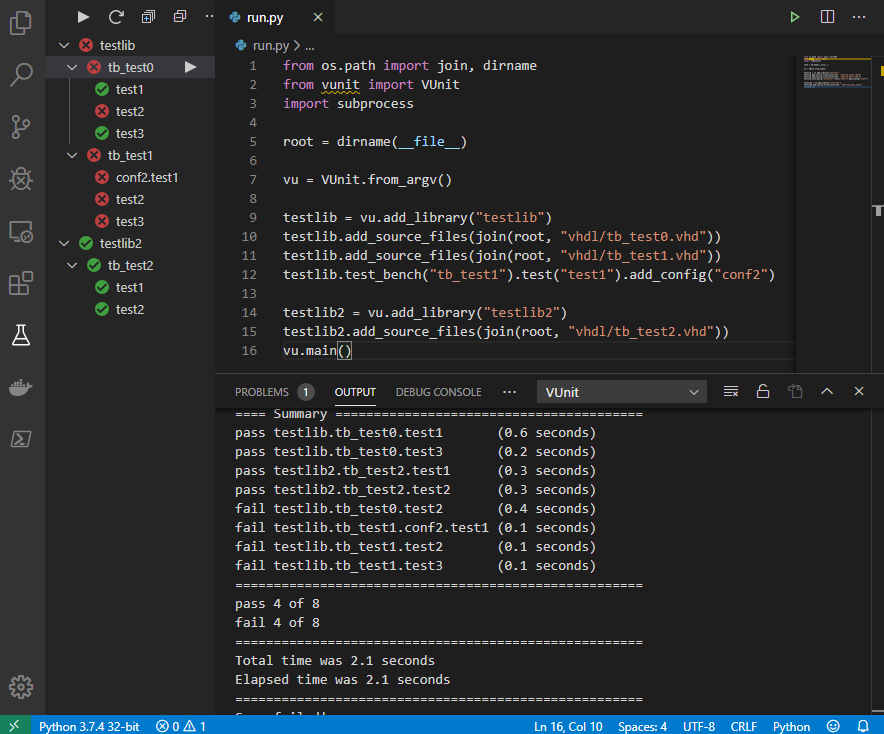 testlib
tb_test0
test1
test2
test3
tb_test1
conf2.test1
test2
test3
testlib2
tb_test2
test1
test2
run.py
run.py > ...
1 from os.path import join, dirname
2 from vunit import VUnit
3 import subprocess
4
5 root = dirname(__file__)
6
7 vu = VUnit.from_argv()
8
9 testlib = vu.add_library("testlib")
10 testlib.add_source_files(join(root, "vhdl/tb_test0.vhd"))
11 testlib.add_source_files(join(root, "vhdl/tb_test1.vhd"))
12 testlib.test_bench("tb_test1").test("test1").add_config("conf2")
13
14 testlib2 = vu.add_library("testlib2")
15 testlib2.add_source_files(join(root, "vhdl/tb_test2.vhd"))
16 vu.main()
PROBLEMS 1 OUTPUT DEBUG CONSOLE ··· VUnit
==== Summary ========================================
pass testlib.tb_test0.test1 (0.6 seconds)
pass testlib.tb_test0.test3 (0.2 seconds)
pass testlib2.tb_test2.test1 (0.3 seconds)
pass testlib2.tb_test2.test2 (0.3 seconds)
fail testlib.tb_test0.test2 (0.4 seconds)
fail testlib.tb_test1.conf2.test1 (0.1 seconds)
fail testlib.tb_test1.test2 (0.1 seconds)
fail testlib.tb_test1.test3 (0.1 seconds)
=====================================================
pass 4 of 8
fail 4 of 8
=====================================================
Total time was 2.1 seconds
Elapsed time was 2.1 seconds
=====================================================
Python 3.7.4 32-bit 0 1 Ln 16, Col 10 Spaces: 4 UTF-8 CRLF Python